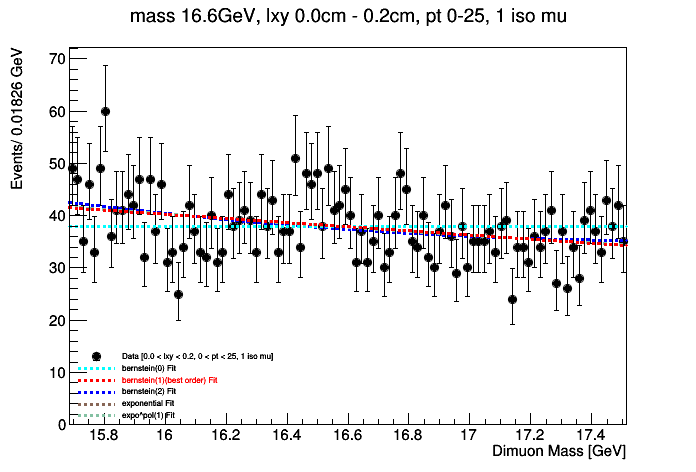 mass 16.6GeV, lxy 0.0cm - 0.2cm, pt 0-25, 1 iso mu
Events/ 0.01826 GeV
70
60
50
40
30
20
10
0
Data [0.0 < lxy < 0.2, 0 < pt < 25, 1 iso mu]
bernstein(0) Fit
bernstein(1)(best order) Fit
bernstein(2) Fit
exponential Fit
expo*pol(1) Fit
15.8 16 16.2 16.4 16.6 16.8 17 17.2 17.4
Dimuon Mass [GeV]